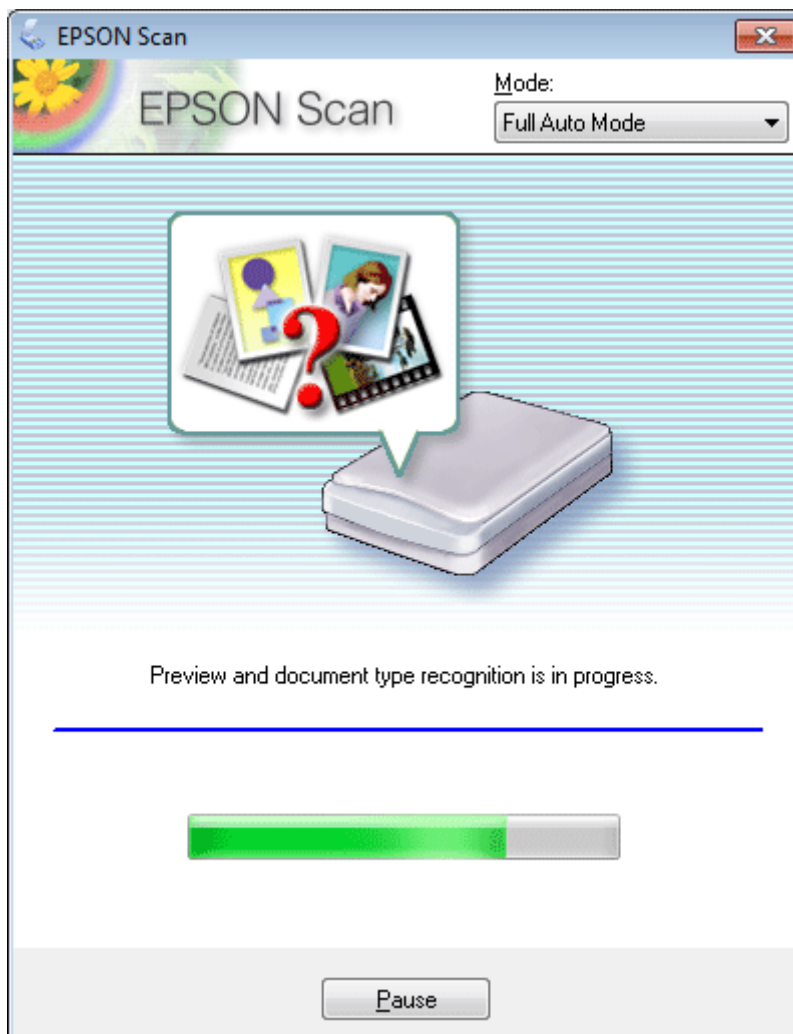 EPSON Scan
EPSON Scan
Mode:
Full Auto Mode
?
Preview and document type recognition is in progress.
Pause